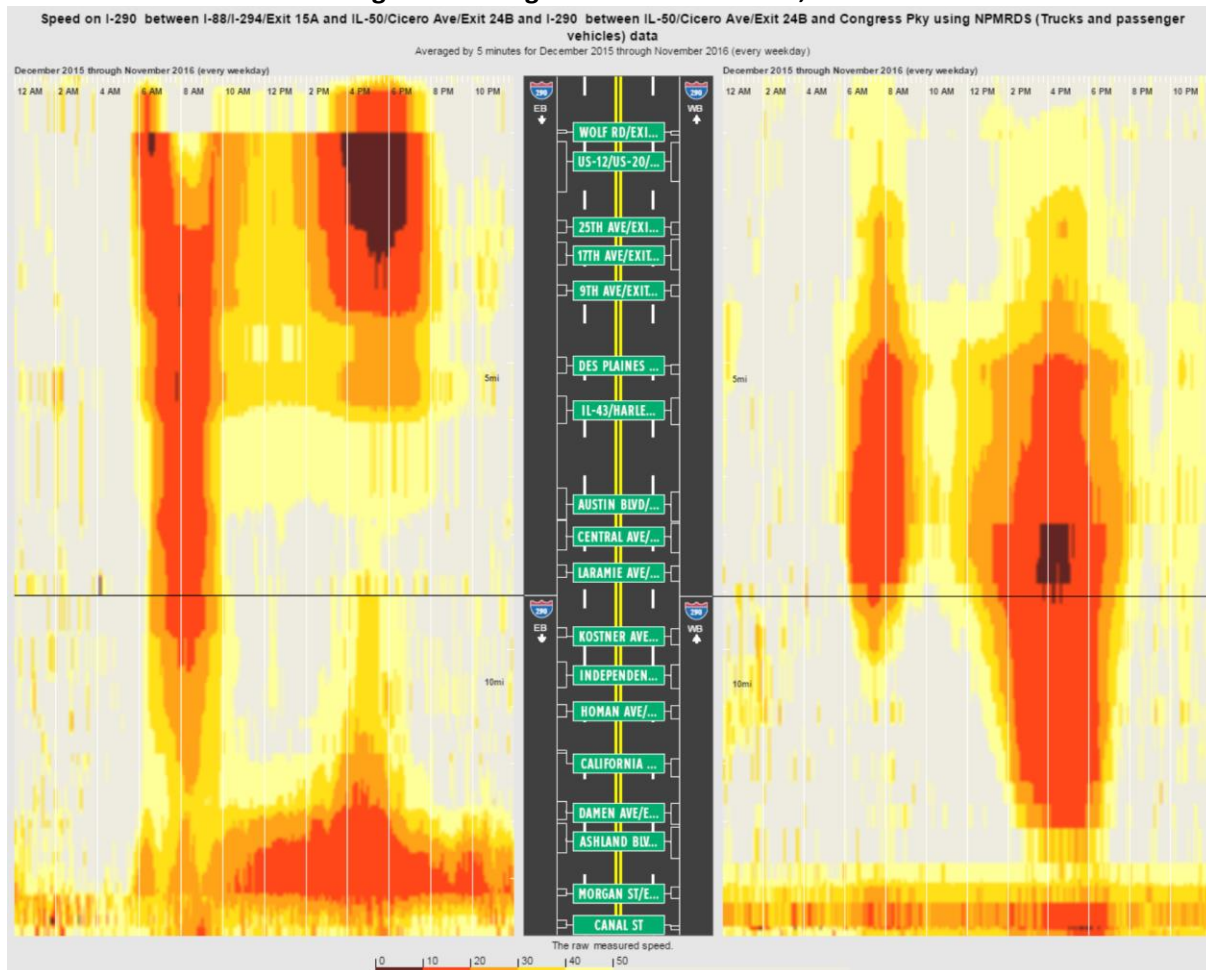 Speed on I-290 between I-88/I-294/Exit 15A and IL-50/Cicero Ave/Exit 24B and I-290 between IL-50/Cicero Ave/Exit 24B and Congress Pky using NPMRDS (Trucks and passenger
vehicles) data
Averaged by 5 minutes for December 2015 through November 2016 (every weekday)
December 2015 through November 2016 (every weekday)
12 AM 2 AM 4 AM 6 AM 8 AM 10 AM 12 PM 2 PM 4 PM 6 PM 8 PM 10 PM
5mi
10mi
290
EB
290
WB
WOLF RD/EXI...
US-12/US-20/...
25TH AVE/EXI...
17TH AVE/EXIT...
9TH AVE/EXIT...
DES PLAINES ...
IL-43/HARLE...
AUSTIN BLVD/...
CENTRAL AVE/...
LARAMIE AVE/...
290
EB
290
WB
KOSTNER AVE...
INDEPENDEN...
HOMAN AVE/...
CALIFORNIA ...
DAMEN AVE/E...
ASHLAND BLV...
MORGAN ST/E...
CANAL ST
December 2015 through November 2016 (every weekday)
12 AM 2 AM 4 AM 6 AM 8 AM 10 AM 12 PM 2 PM 4 PM 6 PM 8 PM 10 PM
5mi
10mi
The raw measured speed.
0 10 20 30 40 50